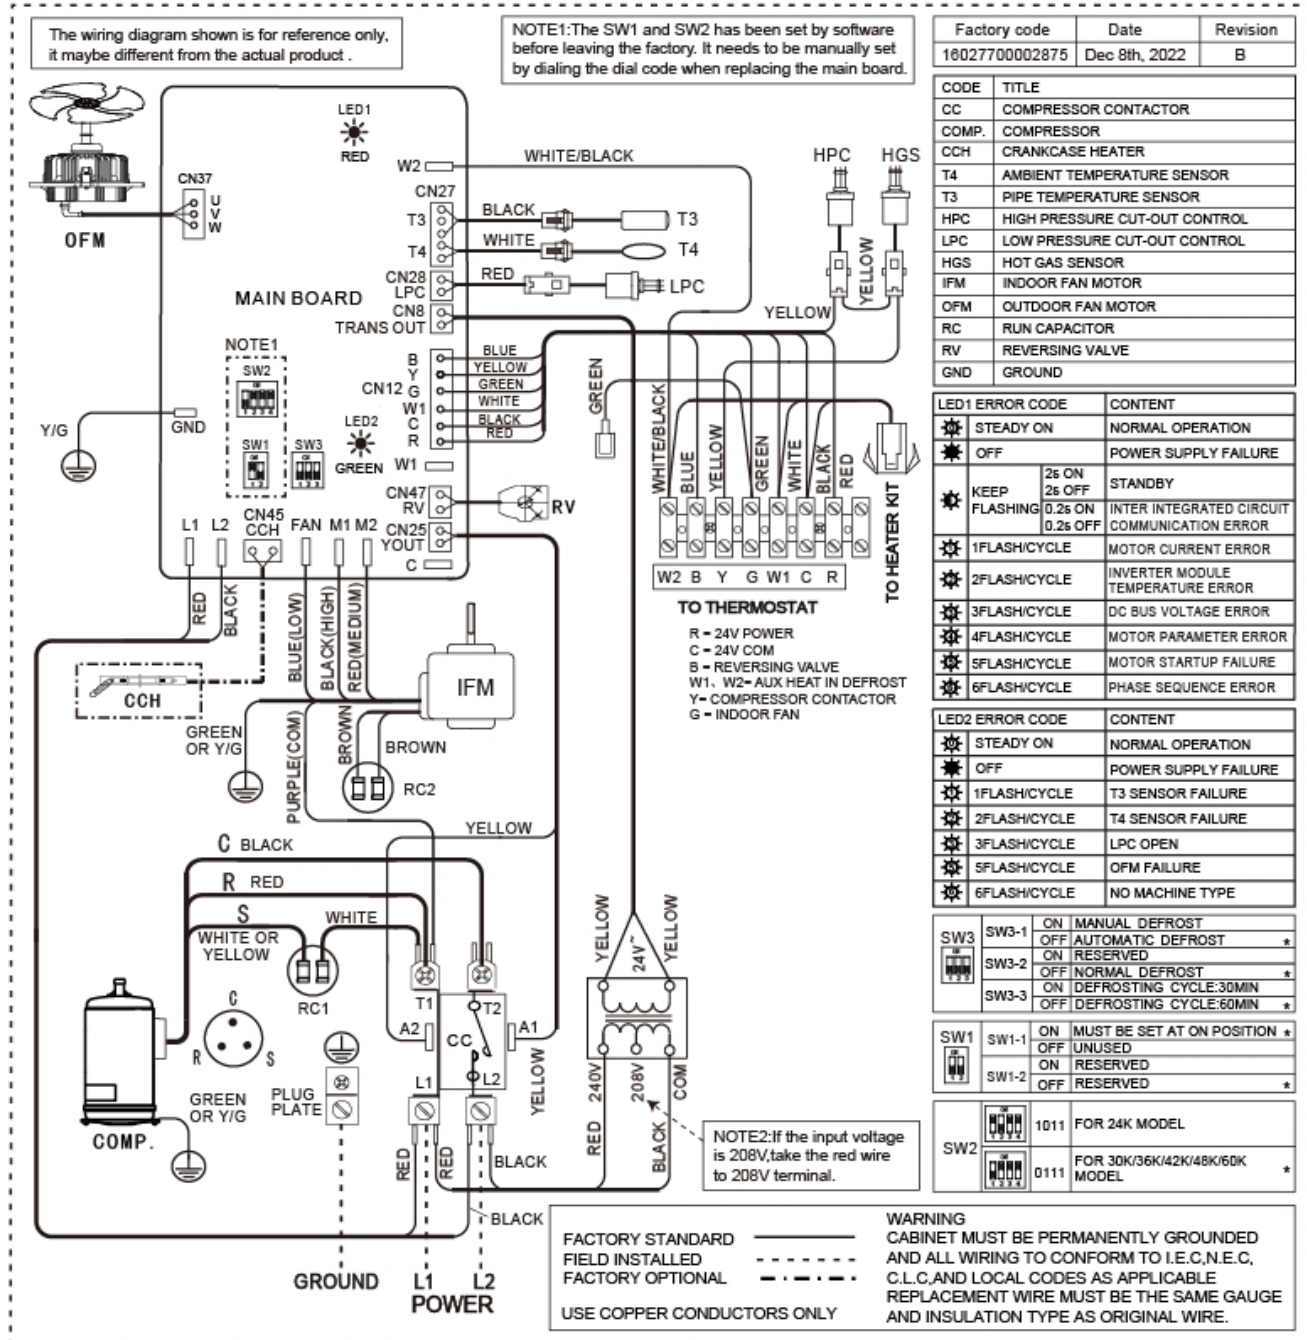 The wiring diagram shown is for reference only,
it maybe different from the actual product .
NOTE1:The SW1 and SW2 has been set by software
before leaving the factory. It needs to be manually set
by dialing the dial code when replacing the main board.
Factory code Date Revision
16027700002875 Dec 8th, 2022 B
CODE TITLE
CC COMPRESSOR CONTACTOR
COMP. COMPRESSOR
CCH CRANKCASE HEATER
T4 AMBIENT TEMPERATURE SENSOR
T3 PIPE TEMPERATURE SENSOR
HPC HIGH PRESSURE CUT-OUT CONTROL
LPC LOW PRESSURE CUT-OUT CONTROL
HGS HOT GAS SENSOR
IFM INDOOR FAN MOTOR
OFM OUTDOOR FAN MOTOR
RC RUN CAPACITOR
RV REVERSING VALVE
GND GROUND
LED1 ERROR CODE CONTENT
STEADY ON NORMAL OPERATION
OFF POWER SUPPLY FAILURE
KEEP FLASHING
2s ON
2s OFF
STANDBY
0.2s ON
0.2s OFF
INTER INTEGRATED CIRCUIT
COMMUNICATION ERROR
1FLASH/CYCLE MOTOR CURRENT ERROR
2FLASH/CYCLE INVERTER MODULE
TEMPERATURE ERROR
3FLASH/CYCLE DC BUS VOLTAGE ERROR
4FLASH/CYCLE MOTOR PARAMETER ERROR
5FLASH/CYCLE MOTOR STARTUP FAILURE
6FLASH/CYCLE PHASE SEQUENCE ERROR
LED2 ERROR CODE CONTENT
STEADY ON NORMAL OPERATION
OFF POWER SUPPLY FAILURE
1FLASH/CYCLE T3 SENSOR FAILURE
2FLASH/CYCLE T4 SENSOR FAILURE
3FLASH/CYCLE LPC OPEN
5FLASH/CYCLE OFM FAILURE
6FLASH/CYCLE NO MACHINE TYPE
SW3
SW3-1 ON MANUAL DEFROST
OFF AUTOMATIC DEFROST *
SW3-2 ON RESERVED
OFF NORMAL DEFROST *
SW3-3 ON DEFROSTING CYCLE:30MIN
OFF DEFROSTING CYCLE:60MIN *
SW1
SW1-1 ON MUST BE SET AT ON POSITION *
OFF UNUSED
SW1-2 ON RESERVED
OFF RESERVED *
SW2
1011 FOR 24K MODEL
0111 FOR 30K/36K/42K/48K/60K
MODEL *
OFM
CN37
U
V
W
LED1
RED
W2
CN27
T3
T4
CN28
LPC
CN8
TRANS OUT
MAIN BOARD
NOTE1
SW2
ON
1 2 3 4
SW1
ON
1 2
SW3
ON
1 2 3
LED2
GREEN
B
Y
CN12 G
W1
C
R
W1
CN47
RV
CN25
YOUT
C
GND
Y/G
L1 L2
CN45
CCH
FAN M1 M2
WHITE/BLACK
BLACK
T3
WHITE
T4
RED
LPC
BLUE
YELLOW
GREEN
WHITE
BLACK
RED
RV
HPC HGS
YELLOW
YELLOW
GREEN
WHITE/BLACK
BLUE
YELLOW
GREEN
WHITE
BLACK
RED
TO HEATER KIT
W2 B Y G W1 C R
TO THERMOSTAT
R – 24V POWER
C – 24V COM
B – REVERSING VALVE
W1、W2– AUX HEAT IN DEFROST
Y– COMPRESSOR CONTACTOR
G – INDOOR FAN
RED
BLACK
BLUE(LOW)
BLACK(HIGH)
RED(MEDIUM)
CCH
IFM
GREEN
OR Y/G
PURPLE(COM)
BROWN
BROWN
RC2
YELLOW
C BLACK
R RED
S
WHITE OR
YELLOW
WHITE
RC1
T1
T2
A2
CC
A1
L1
L2
YELLOW
C
R
S
COMP.
GREEN
OR Y/G
PLUG
PLATE
YELLOW
YELLOW
24V~
240V
208V
COM
RED
BLACK
NOTE2:If the input voltage
is 208V,take the red wire
to 208V terminal.
RED
RED
BLACK
BLACK
GROUND
L1 L2
POWER
FACTORY STANDARD
FIELD INSTALLED
FACTORY OPTIONAL
USE COPPER CONDUCTORS ONLY
WARNING
CABINET MUST BE PERMANENTLY GROUNDED
AND ALL WIRING TO CONFORM TO I.E.C,N.E.C,
C.L.C,AND LOCAL CODES AS APPLICABLE
REPLACEMENT WIRE MUST BE THE SAME GAUGE
AND INSULATION TYPE AS ORIGINAL WIRE.